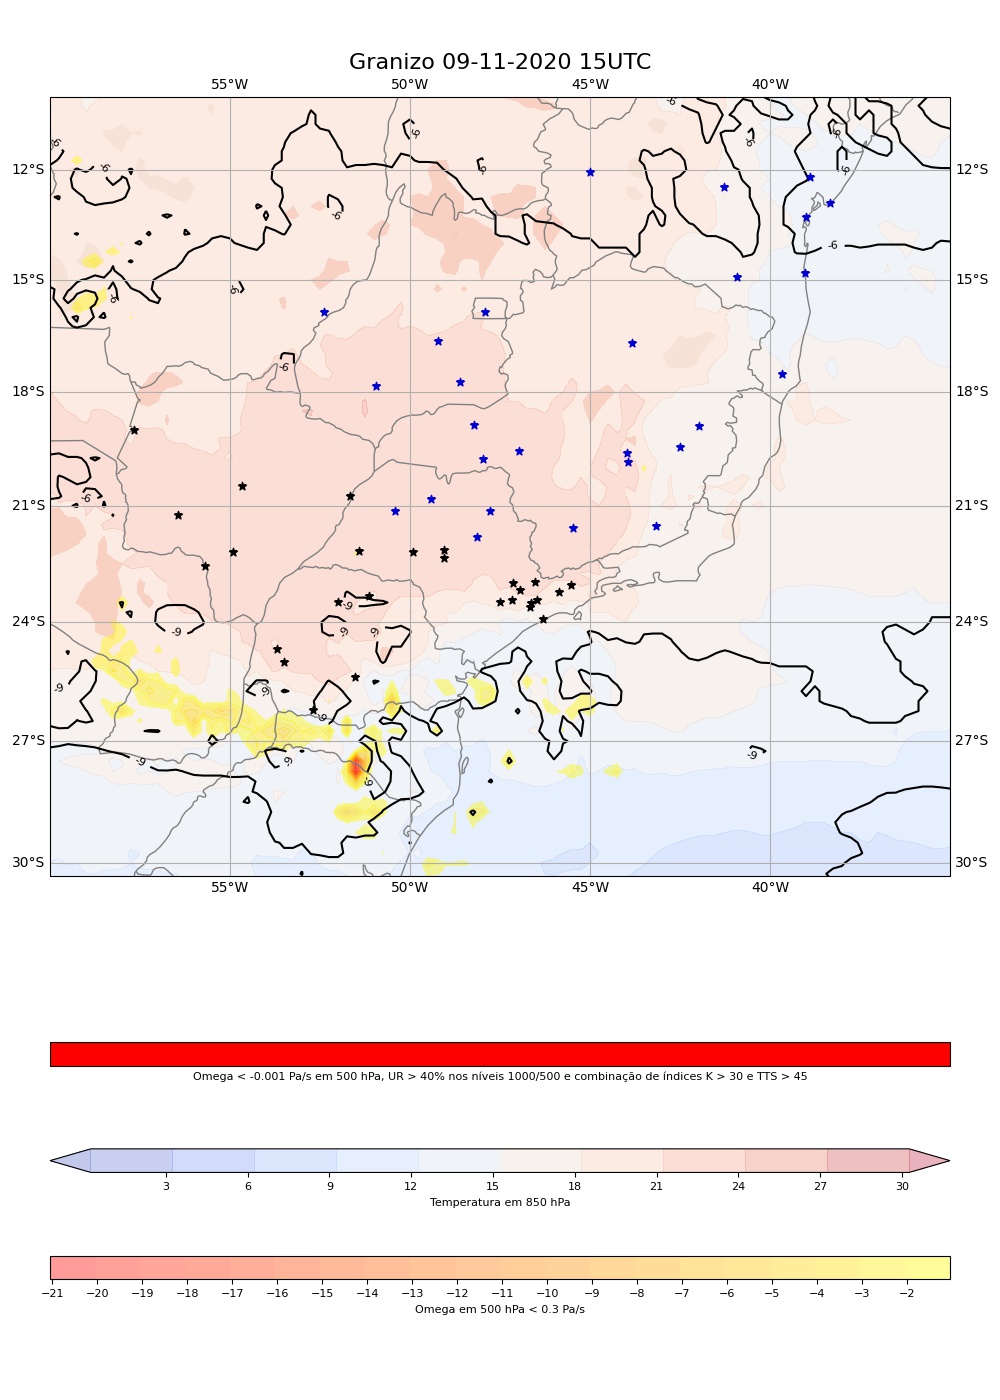 Granizo 09-11-2020 15UTC
55°W 50°W 45°W 40°W
12°S 12°S
15°S 15°S
18°S 18°S
21°S 21°S
24°S 24°S
27°S 27°S
30°S 30°S
-6 -6 -6 -6 -6 -6 -6 -6 -6 -6
-9 -9 -9 -9 -9 -9 -9 -9 -9 -9 -9
55°W 50°W 45°W 40°W
Omega < -0.001 Pa/s em 500 hPa, UR > 40% nos níveis 1000/500 e combinação de índices K > 30 e TTS > 45
3 6 9 12 15 18 21 24 27 30
Temperatura em 850 hPa
−21 −20 −19 −18 −17 −16 −15 −14 −13 −12 −11 −10 −9 −8 −7 −6 −5 −4 −3 −2
Omega em 500 hPa < 0.3 Pa/s